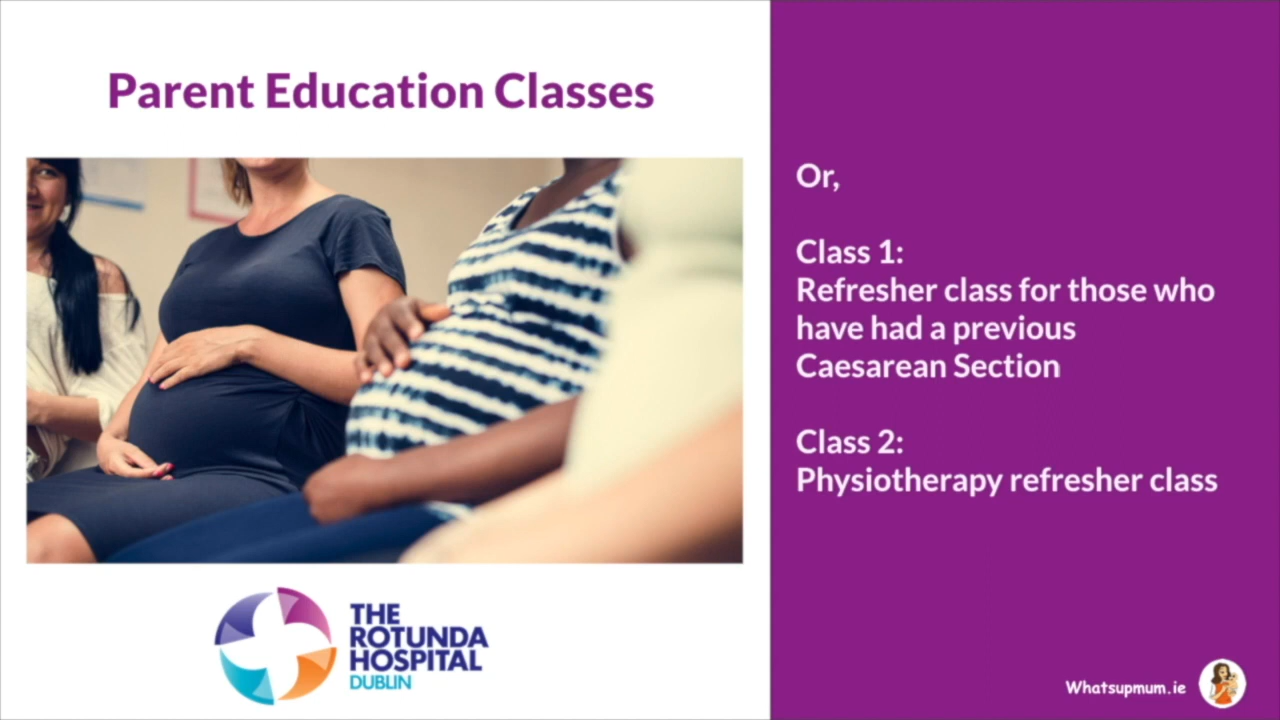 Parent Education Classes
THE
ROTUNDA
HOSPITAL
DUBLIN
Or,
Class 1:
Refresher class for those who
have had a previous
Caesarean Section
Class 2:
Physiotherapy refresher class
Whatsupmum.ie